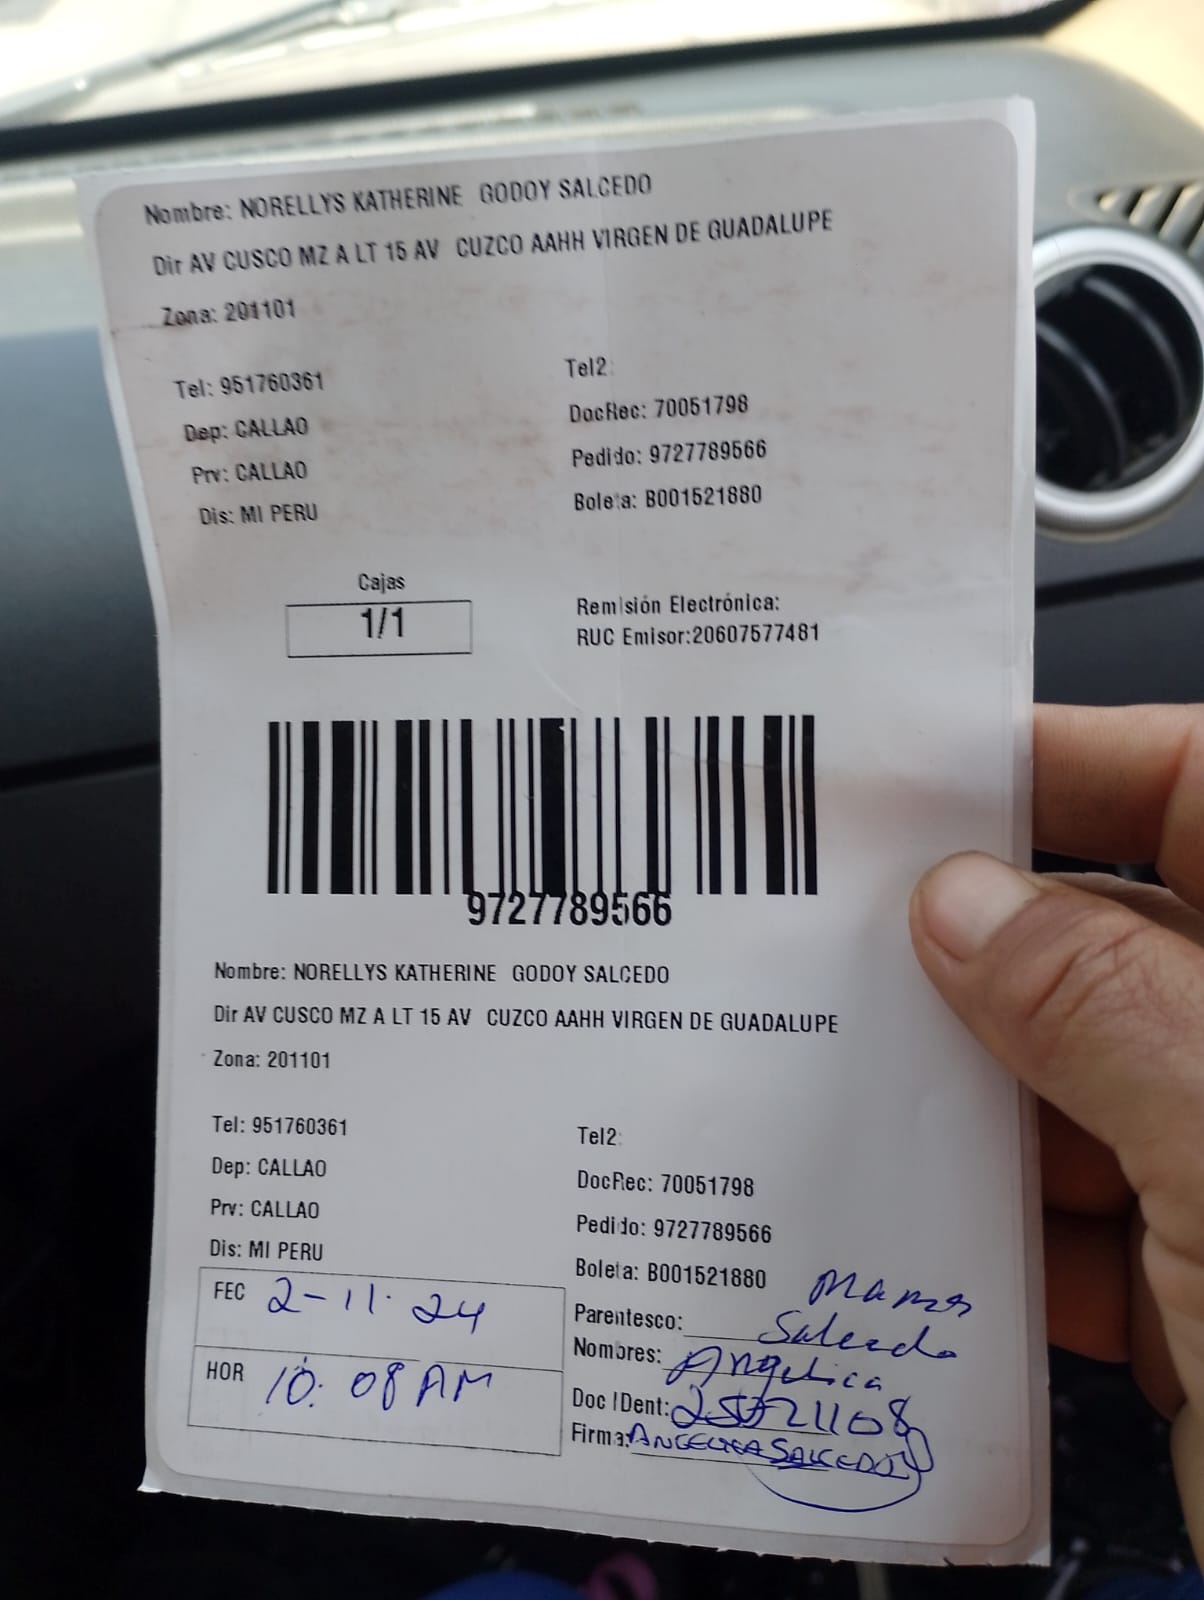 Nombre: NORELLYS KATHERINE GODOY SALCEDO
Dir AV CUSCO MZ A LT 15 AV CUZCO AAHH VIRGEN DE GUADALUPE
Zona: 201101
Tel: 951760361
Tel2:
Dep: CALLAO
DocRec: 70051798
Prv: CALLAO
Pedido: 9727789566
Dis: MI PERU
Boleta: B001521880
Cajas
1/1
Remisión Electrónica:
RUC Emisor:20607577481
9727789566
Nombre: NORELLYS KATHERINE GODOY SALCEDO
Dir AV CUSCO MZ A LT 15 AV CUZCO AAHH VIRGEN DE GUADALUPE
Zona: 201101
Tel: 951760361
Tel2:
Dep: CALLAO
DocRec: 70051798
Prv: CALLAO
Pedido: 9727789566
Dis: MI PERU
Boleta: B001521880
FEC 2-11-24
Parentesco:
Salcedo
Nombres: Angelica
HOR 10:08 AM
Doc IDent:
Firma: ANGELICA SALCEDO